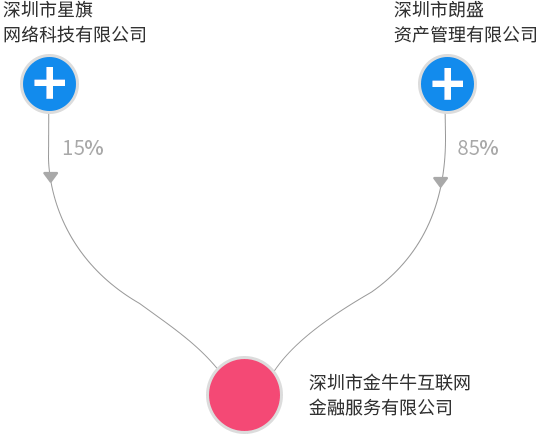 深圳市星旗
网络科技有限公司
深圳市朗盛
资产管理有限公司
15%
85%
深圳市金牛牛互联网
金融服务有限公司